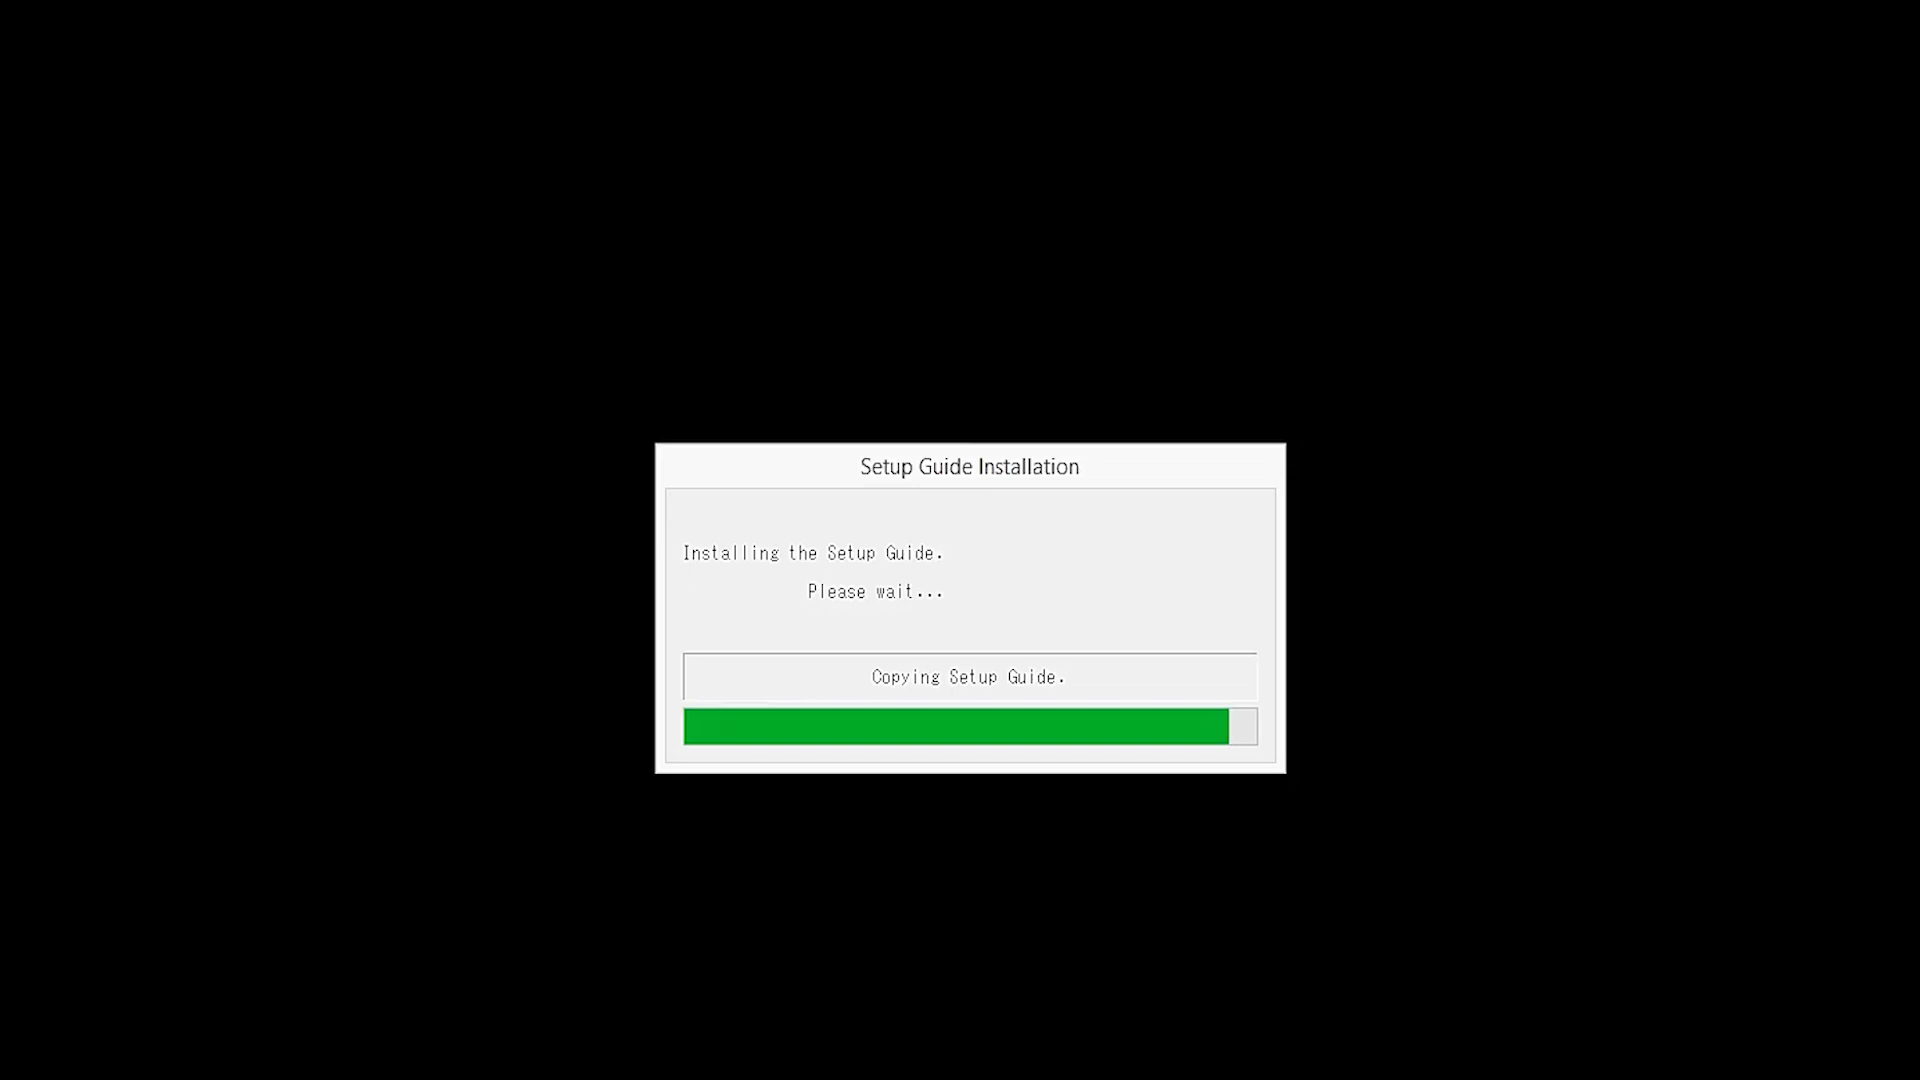 Setup Guide Installation
Installing the Setup Guide.
Please wait...
Copying Setup Guide.